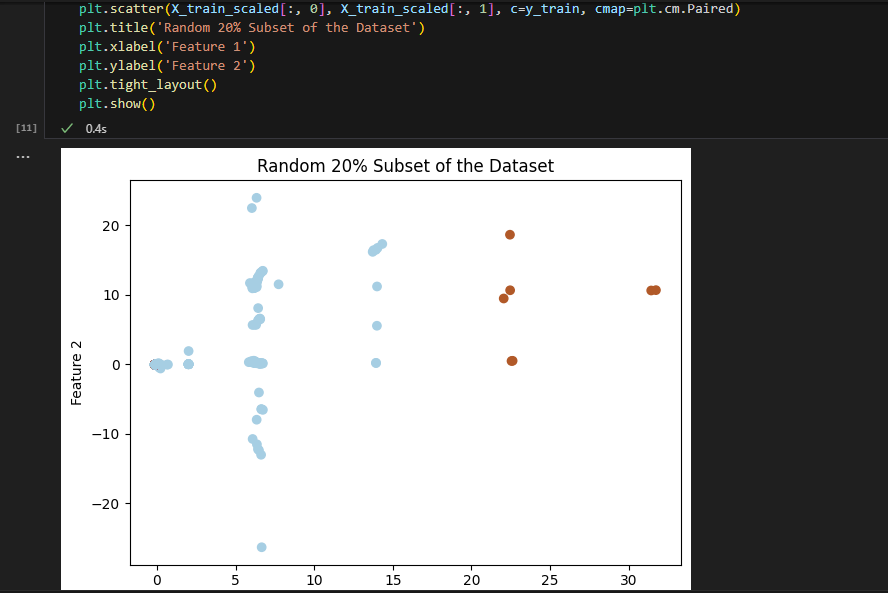 plt.scatter(X_train_scaled[:, 0], X_train_scaled[:, 1], c=y_train, cmap=plt.cm.Paired)
plt.title('Random 20% Subset of the Dataset')
plt.xlabel('Feature 1')
plt.ylabel('Feature 2')
plt.tight_layout()
plt.show()
[11]
0.4s
...
Random 20% Subset of the Dataset
20
10
0
−10
−20
Feature 2
0 5 10 15 20 25 30